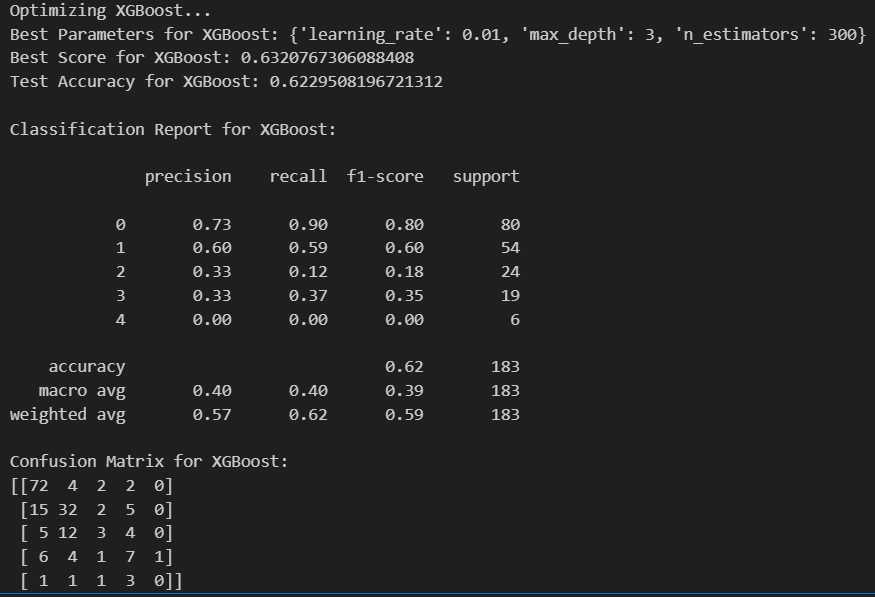 Optimizing XGBoost...
Best Parameters for XGBoost: {'learning_rate': 0.01, 'max_depth': 3, 'n_estimators': 300}
Best Score for XGBoost: 0.6320767306088408
Test Accuracy for XGBoost: 0.6229508196721312
Classification Report for XGBoost:
precision recall f1-score support
0 0.73 0.90 0.80 80
1 0.60 0.59 0.60 54
2 0.33 0.12 0.18 24
3 0.33 0.37 0.35 19
4 0.00 0.00 0.00 6
accuracy 0.62 183
macro avg 0.40 0.40 0.39 183
weighted avg 0.57 0.62 0.59 183
Confusion Matrix for XGBoost:
[[72 4 2 2 0]
[15 32 2 5 0]
[ 5 12 3 4 0]
[ 6 4 1 7 1]
[ 1 1 1 3 0]]